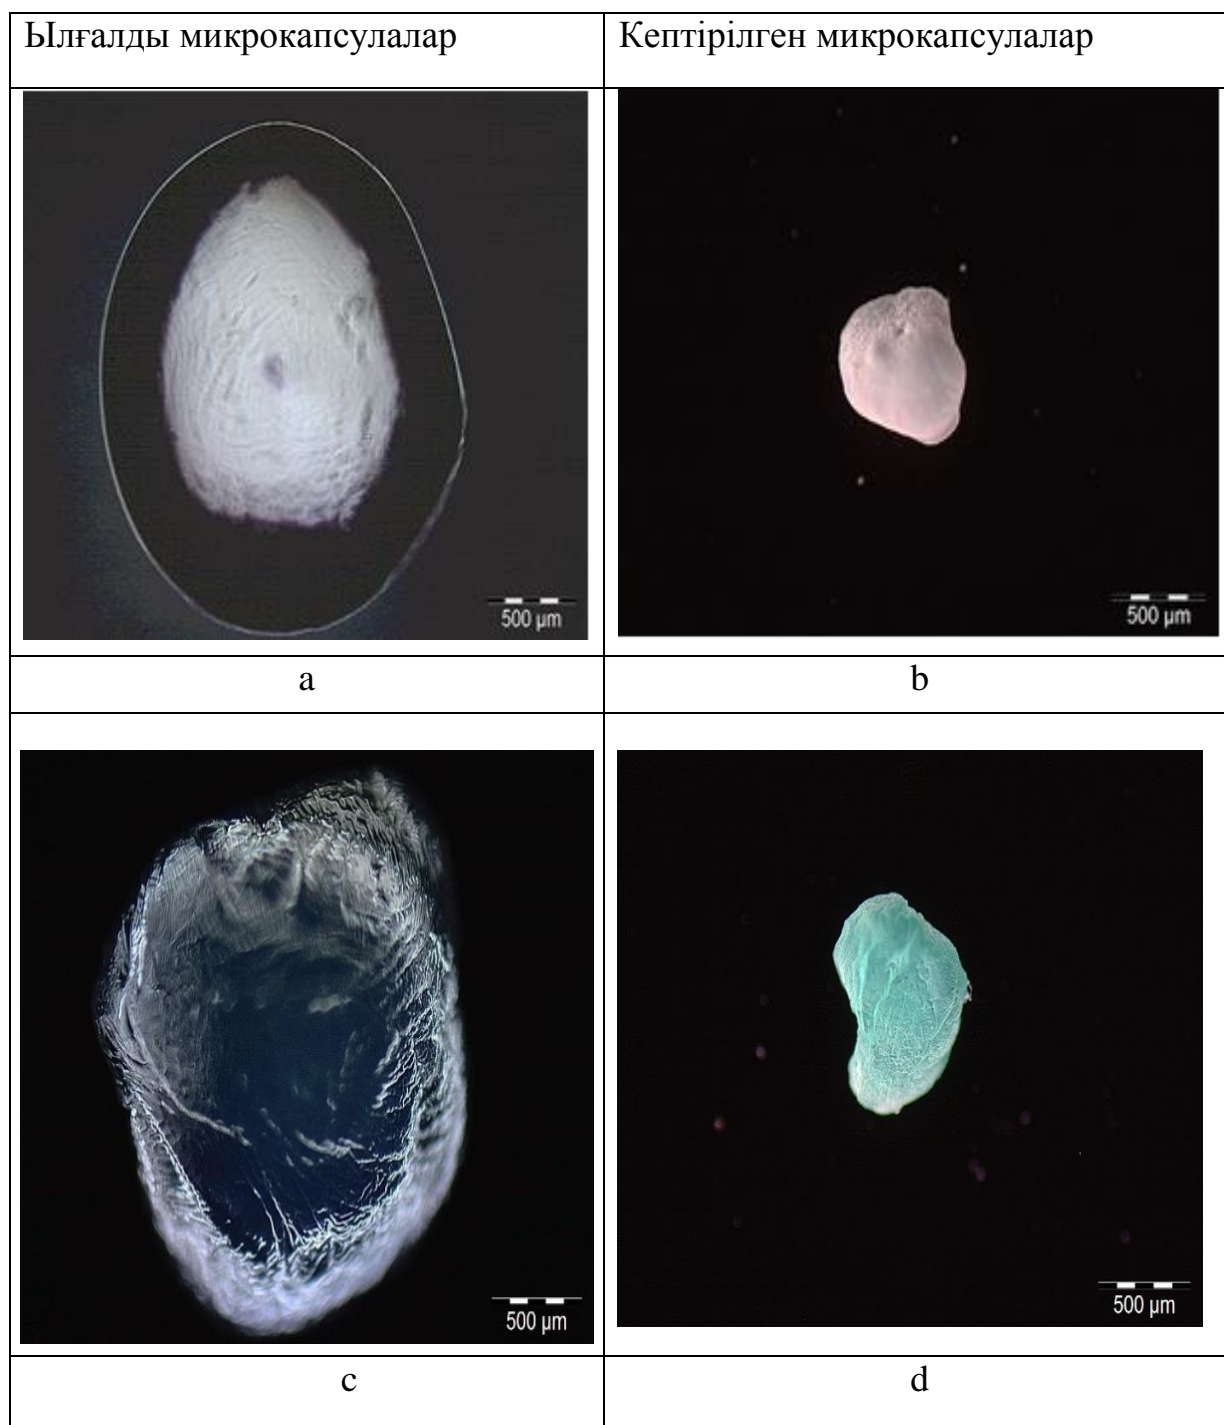 Ылғалды микрокапсулалар
Кептірілген микрокапсулалар
500 µm
500 µm
a
b
500 µm
500 µm
c
d